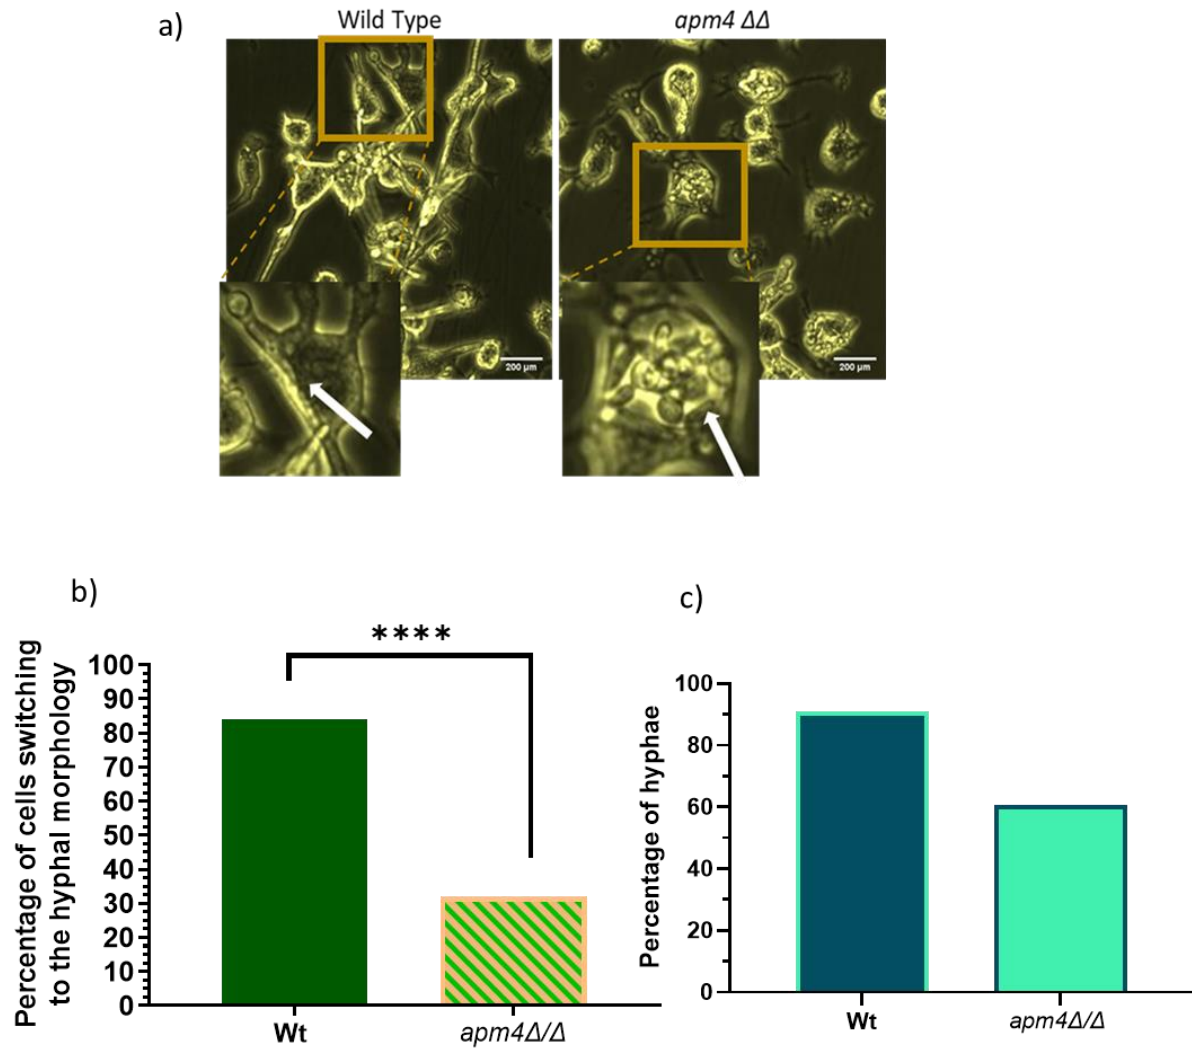 a)
Wild Type
apm4 ΔΔ
200 µm
200 µm
b)
Percentage of cells switching
to the hyphal morphology
100
90
80
70
60
50
40
30
20
10
0
****
Wt
apm4Δ/Δ
c)
Percentage of hyphae
100
80
60
40
20
0
Wt
apm4Δ/Δ